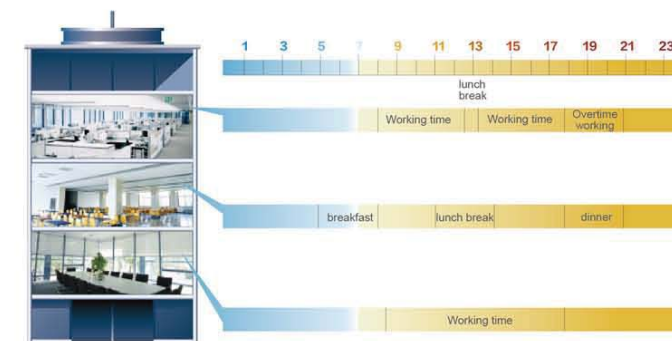 1 3 5 7 9 11 13 15 17 19 21 23
lunch
break
Working time Working time Overtime
working
breakfast lunch break dinner
Working time